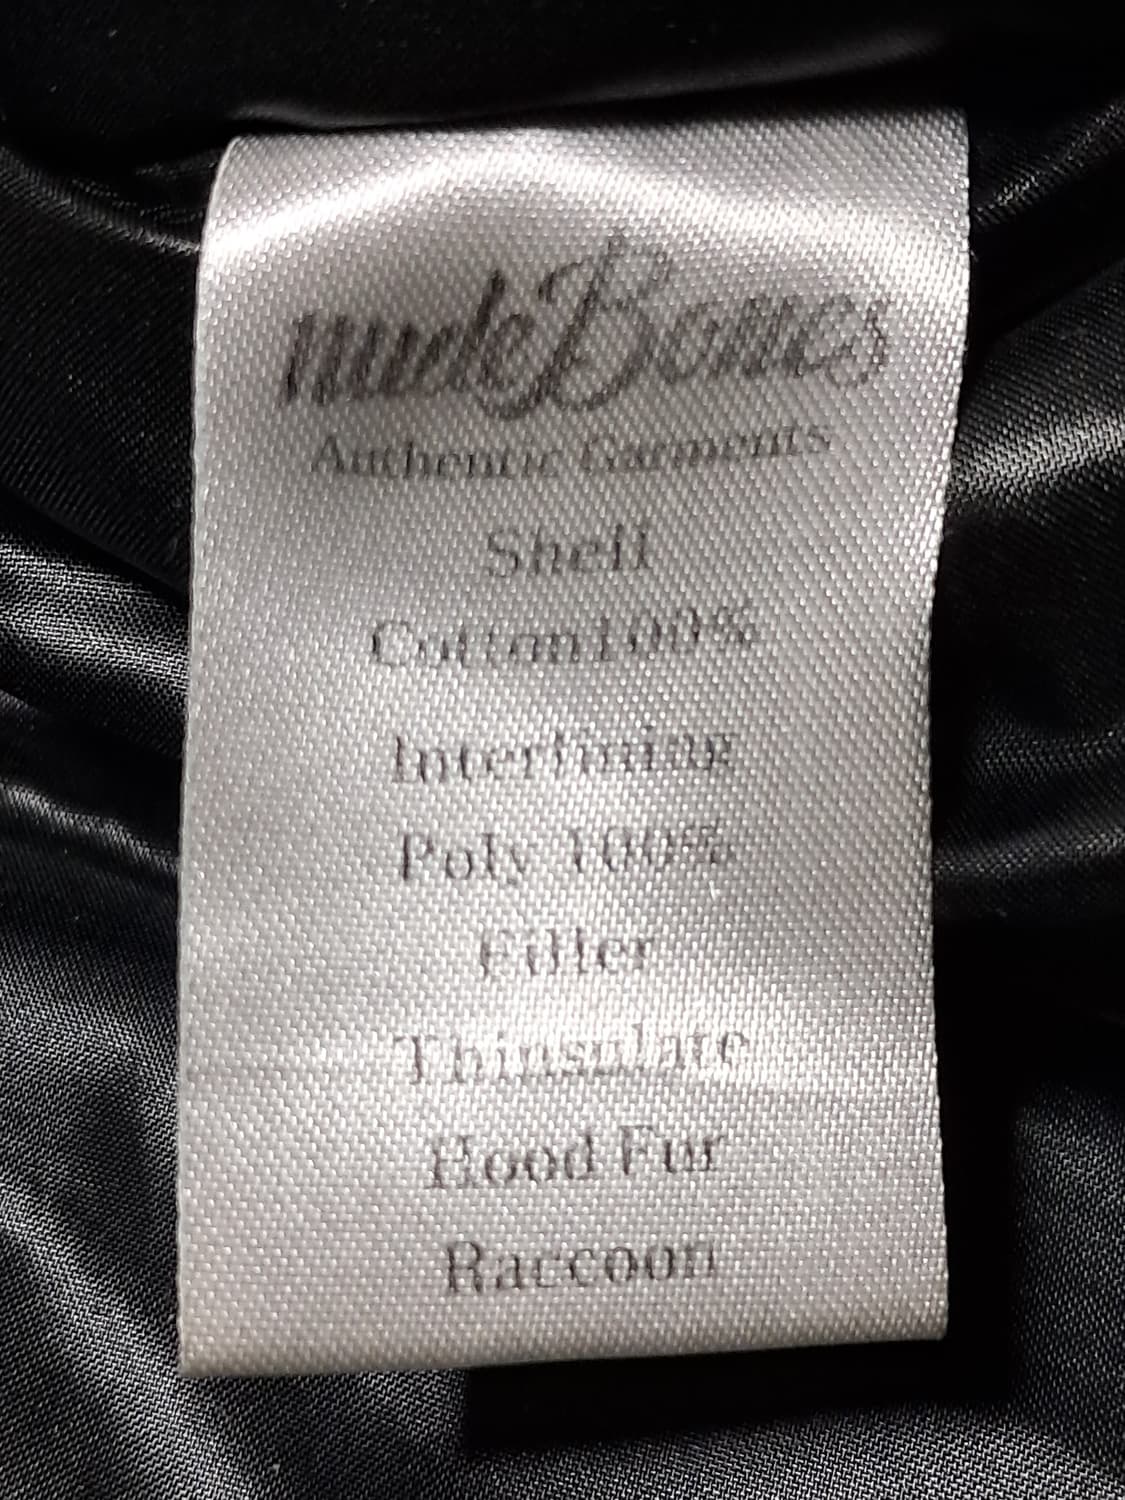 nudeBones
Authentic Garments
Shell
Cotton100%
Interlining
Poly 100%
Filler
Thinsulate
Hood Fur
Raccoon